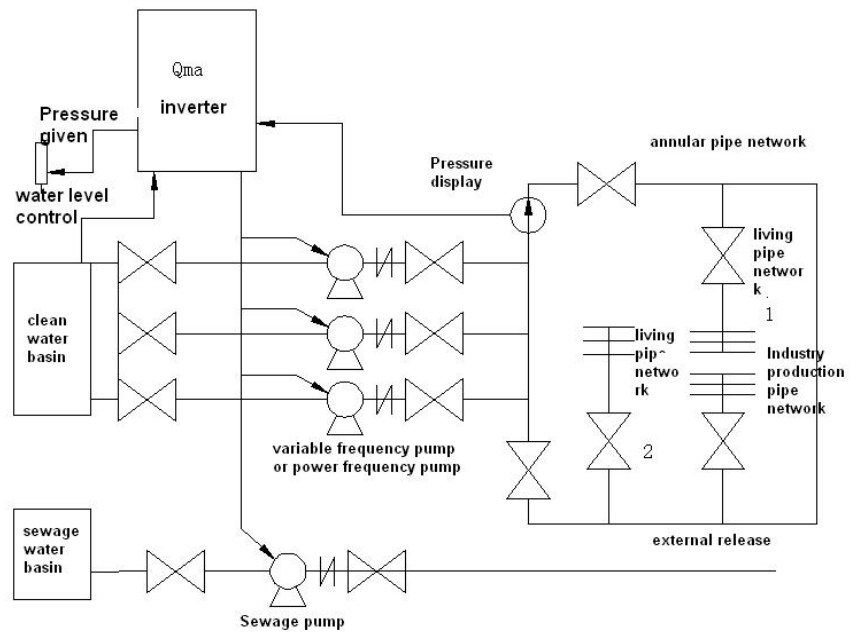 Qma
inverter
Pressure
given
water level
control
Pressure
display
annular pipe network
living
pipe
networ
k
1
clean
water
basin
living
pip
netwo
rk
Industry
production
pipe
network
2
variable frequency pump
or power frequency pump
sewage
water
basin
external release
Sewage pump